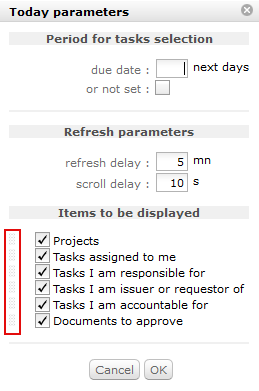 Today parameters
Period for tasks selection
due date : next days
or not set :
Refresh parameters
refresh delay : 5 mn
scroll delay : 10 s
Items to be displayed
Projects
Tasks assigned to me
Tasks I am responsible for
Tasks I am issuer or requestor of
Tasks I am accountable for
Documents to approve
Cancel OK